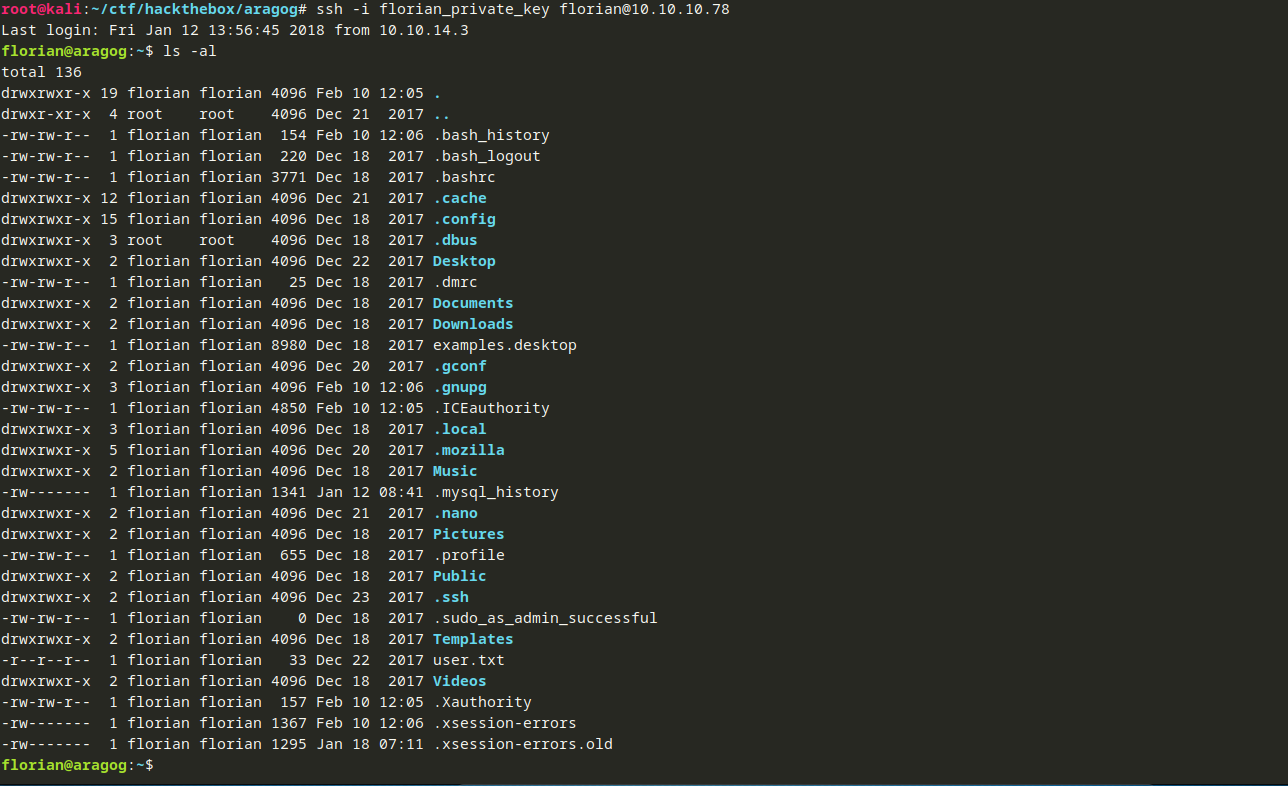 root@kali:~/ctf/hackthebox/aragog# ssh -i florian_private_key florian@10.10.10.78
Last login: Fri Jan 12 13:56:45 2018 from 10.10.14.3
florian@aragog:~$ ls -al
total 136
drwxrwxr-x 19 florian florian 4096 Feb 10 12:05 .
drwxr-xr-x  4 root    root    4096 Dec 21  2017 ..
-rw-rw-r--  1 florian florian  154 Feb 10 12:06 .bash_history
-rw-rw-r--  1 florian florian  220 Dec 18  2017 .bash_logout
-rw-rw-r--  1 florian florian 3771 Dec 18  2017 .bashrc
drwxrwxr-x 12 florian florian 4096 Dec 21  2017 .cache
drwxrwxr-x 15 florian florian 4096 Dec 18  2017 .config
drwxrwxr-x  3 root    root    4096 Dec 18  2017 .dbus
drwxrwxr-x  2 florian florian 4096 Dec 22  2017 Desktop
-rw-rw-r--  1 florian florian   25 Dec 18  2017 .dmrc
drwxrwxr-x  2 florian florian 4096 Dec 18  2017 Documents
drwxrwxr-x  2 florian florian 4096 Dec 18  2017 Downloads
-rw-rw-r--  1 florian florian 8980 Dec 18  2017 examples.desktop
drwxrwxr-x  2 florian florian 4096 Dec 20  2017 .gconf
drwxrwxr-x  3 florian florian 4096 Feb 10 12:06 .gnupg
-rw-rw-r--  1 florian florian 4850 Feb 10 12:05 .ICEauthority
drwxrwxr-x  3 florian florian 4096 Dec 18  2017 .local
drwxrwxr-x  5 florian florian 4096 Dec 20  2017 .mozilla
drwxrwxr-x  2 florian florian 4096 Dec 18  2017 Music
-rw-------  1 florian florian 1341 Jan 12 08:41 .mysql_history
drwxrwxr-x  2 florian florian 4096 Dec 21  2017 .nano
drwxrwxr-x  2 florian florian 4096 Dec 18  2017 Pictures
-rw-rw-r--  1 florian florian  655 Dec 18  2017 .profile
drwxrwxr-x  2 florian florian 4096 Dec 18  2017 Public
drwxrwxr-x  2 florian florian 4096 Dec 23  2017 .ssh
-rw-rw-r--  1 florian florian    0 Dec 18  2017 .sudo_as_admin_successful
drwxrwxr-x  2 florian florian 4096 Dec 18  2017 Templates
-r--r--r--  1 florian florian   33 Dec 22  2017 user.txt
drwxrwxr-x  2 florian florian 4096 Dec 18  2017 Videos
-rw-rw-r--  1 florian florian  157 Feb 10 12:05 .Xauthority
-rw-------  1 florian florian 1367 Feb 10 12:06 .xsession-errors
-rw-------  1 florian florian 1295 Jan 18 07:11 .xsession-errors.old
florian@aragog:~$